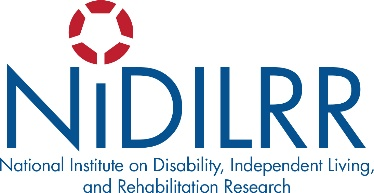 NiDILRR
National Institute on Disability, Independent Living,
and Rehabilitation Research